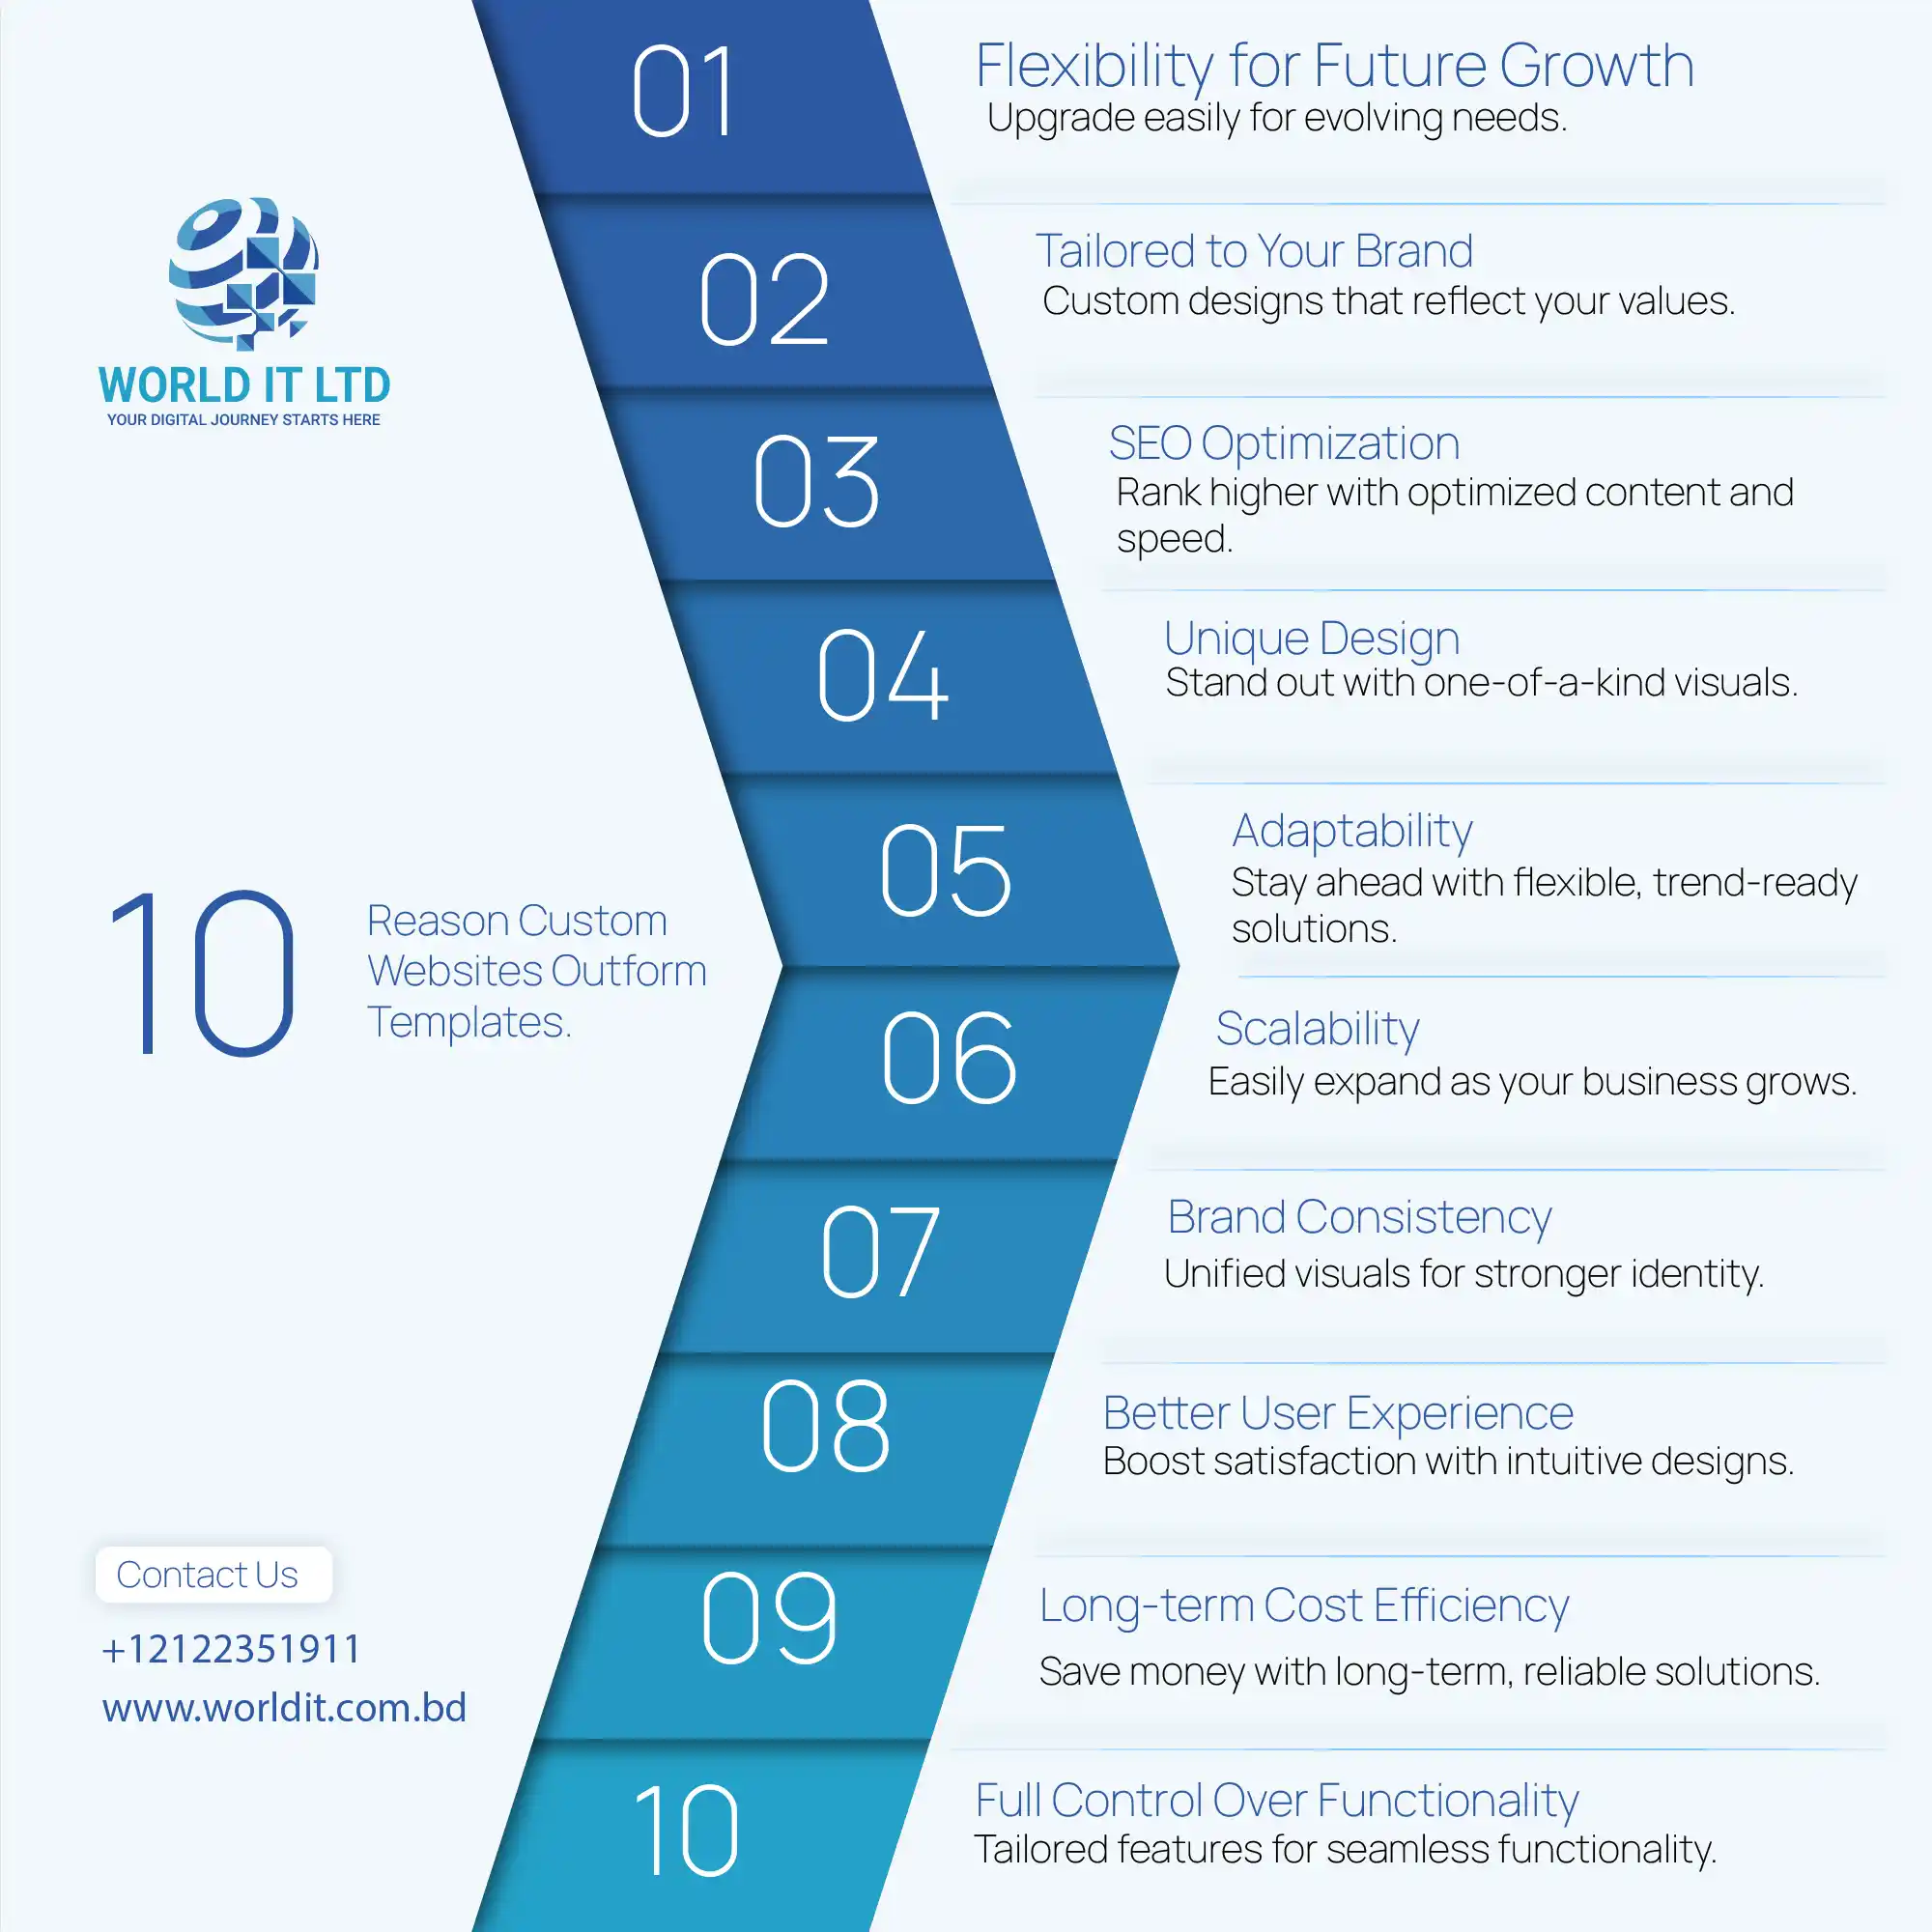 WORLD IT LTD
YOUR DIGITAL JOURNEY STARTS HERE
10
Reason Custom
Websites Outform
Templates.
Contact Us
+12122351911
www.worldit.com.bd
01
Flexibility for Future Growth
Upgrade easily for evolving needs.
02
Tailored to Your Brand
Custom designs that reflect your values.
03
SEO Optimization
Rank higher with optimized content and
speed.
04
Unique Design
Stand out with one-of-a-kind visuals.
05
Adaptability
Stay ahead with flexible, trend-ready
solutions.
06
Scalability
Easily expand as your business grows.
07
Brand Consistency
Unified visuals for stronger identity.
08
Better User Experience
Boost satisfaction with intuitive designs.
09
Long-term Cost Efficiency
Save money with long-term, reliable solutions.
10
Full Control Over Functionality
Tailored features for seamless functionality.